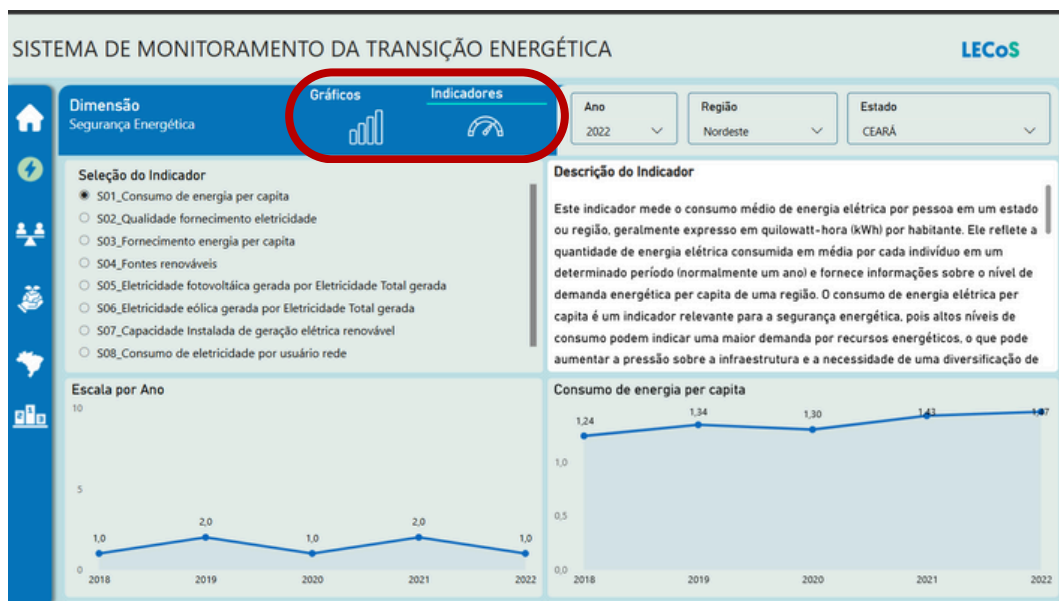 SISTEMA DE MONITORAMENTO DA TRANSIÇÃO ENERGÉTICA
LECoS
Dimensão
Segurança Energética
Gráficos
Indicadores
Ano
2022
Região
Nordeste
Estado
CEARÁ
Seleção do Indicador
S01_Consumo de energia per capita
S02_Qualidade fornecimento eletricidade
S03_Fornecimento energia per capita
S04_Fontes renováveis
S05_Eletricidade fotovoltáica gerada por Eletricidade Total gerada
S06_Eletricidade eólica gerada por Eletricidade Total gerada
S07_Capacidade Instalada de geração elétrica renovável
S08_Consumo de eletricidade por usuário rede
Descrição do Indicador
Este indicador mede o consumo médio de energia elétrica por pessoa em um estado
ou região, geralmente expresso em quilowatt-hora (kWh) por habitante. Ele reflete a
quantidade de energia elétrica consumida em média por cada indivíduo em um
determinado período (normalmente um ano) e fornece informações sobre o nível de
demanda energética per capita de uma região. O consumo de energia elétrica per
capita é um indicador relevante para a segurança energética, pois altos níveis de
consumo podem indicar uma maior demanda por recursos energéticos, o que pode
aumentar a pressão sobre a infraestrutura e a necessidade de uma diversificação de
2 1 3
Escala por Ano
10
5
0
1,0
2,0
1,0
2,0
1,0
2018
2019
2020
2021
2022
Consumo de energia per capita
1,24
1,34
1,30
1,43
1,0
0,5
0,0
2018
2019
2020
2021
2022